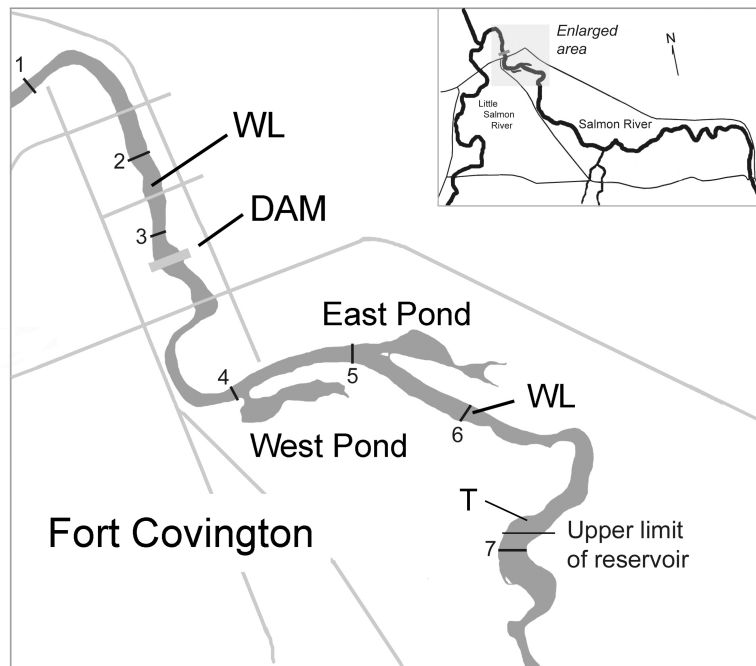 Enlarged
area
N
Little
Salmon
River
Salmon River
1
WL
2
DAM
3
East Pond
4
5
WL
6
West Pond
T
Fort Covington
Upper limit
of reservoir
7